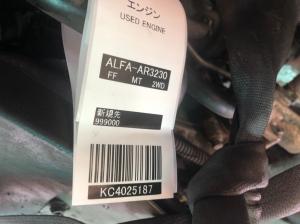 エンジン
USED ENGINE
ALFA-AR3230
FF MT 2WD
新規先
999000
KC4025187